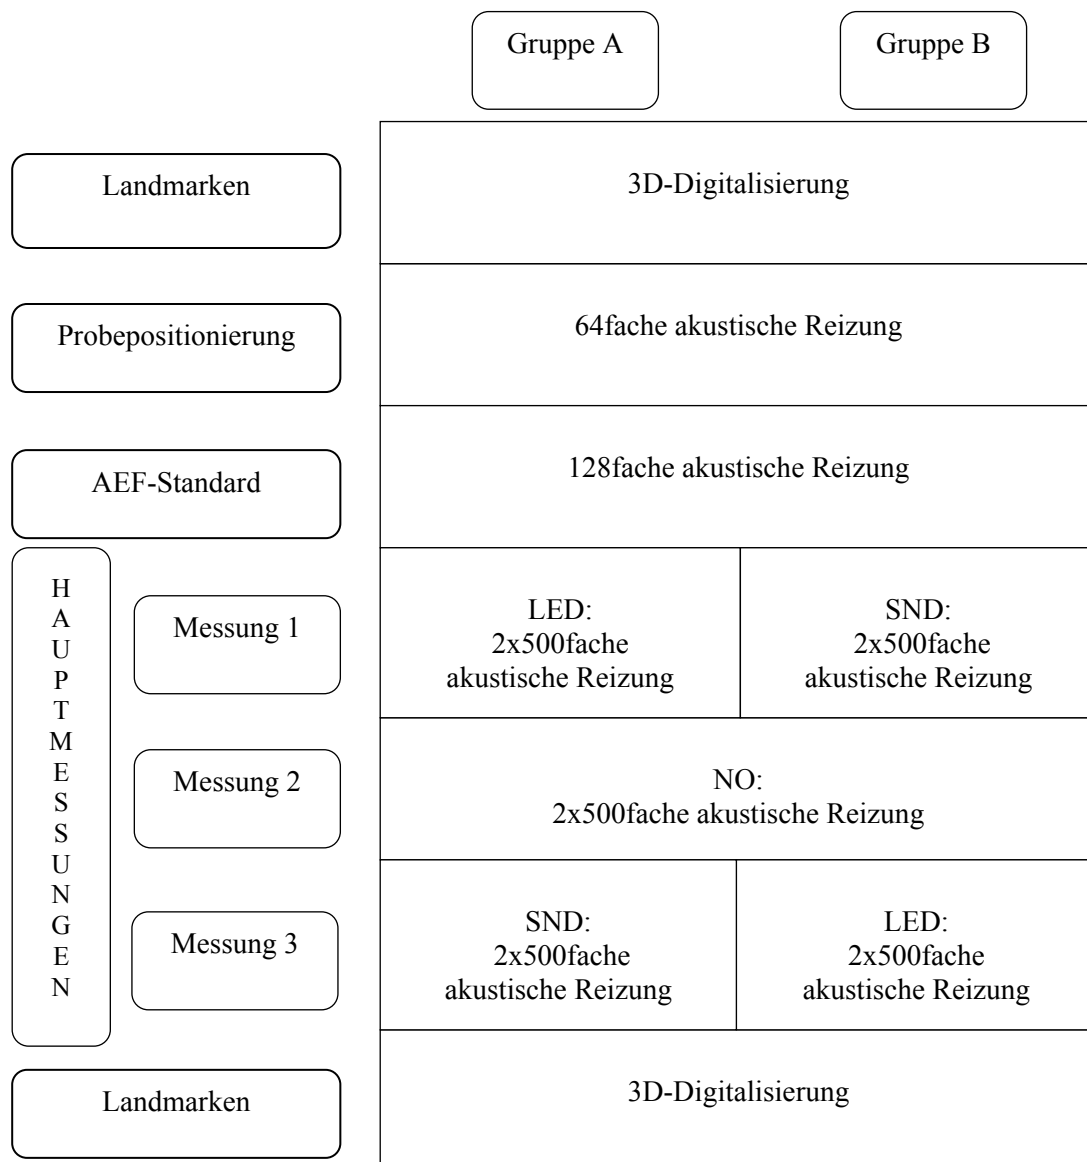 Gruppe A
Gruppe B
Landmarken
3D-Digitalisierung
Probepositionierung
64fache akustische Reizung
AEF-Standard
128fache akustische Reizung
H
A
U
P
T
M
E
S
S
U
N
G
E
N
Messung 1
LED:
2x500fache
akustische Reizung
SND:
2x500fache
akustische Reizung
Messung 2
NO:
2x500fache akustische Reizung
Messung 3
SND:
2x500fache
akustische Reizung
LED:
2x500fache
akustische Reizung
Landmarken
3D-Digitalisierung